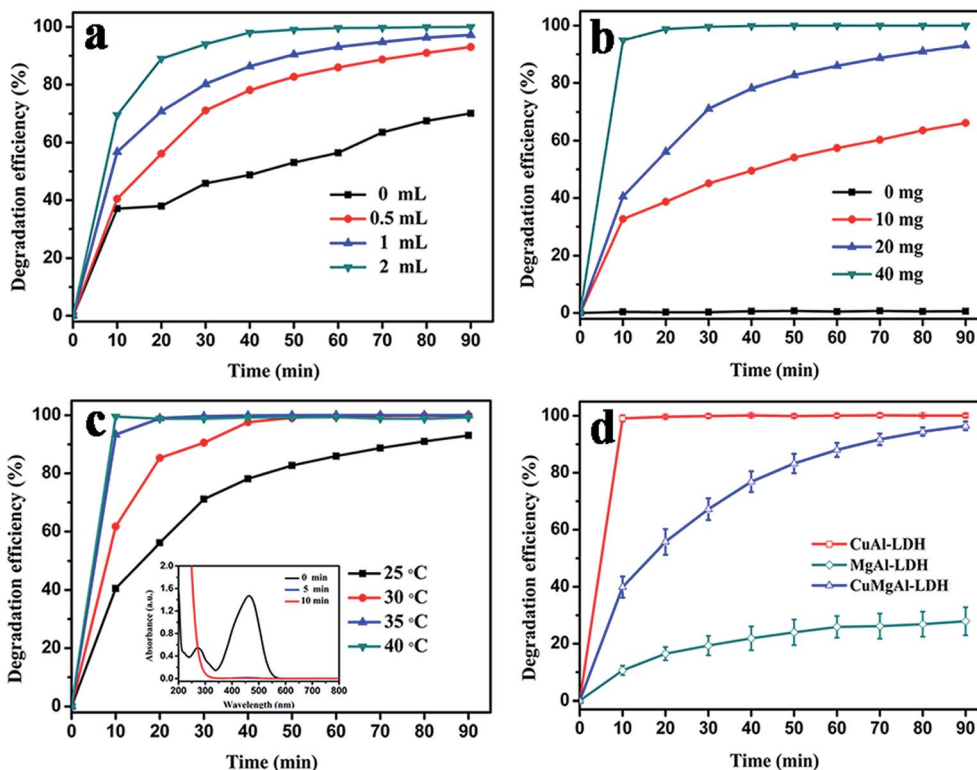 a
Degradation efficiency (%)
100
80
60
40
20
0
0 mL
0.5 mL
1 mL
2 mL
0 10 20 30 40 50 60 70 80 90
Time (min)
b
Degradation efficiency (%)
100
80
60
40
20
0
0 mg
10 mg
20 mg
40 mg
0 10 20 30 40 50 60 70 80 90
Time (min)
c
Degradation efficiency (%)
100
80
60
40
20
0
25 °C
30 °C
35 °C
40 °C
Absorbance (a.u.)
2.0
1.6
1.2
0.8
0.4
0.0
0 min
5 min
10 min
200 300 400 500 600 700 800
Wavelength (nm)
0 10 20 30 40 50 60 70 80 90
Time (min)
d
Degradation efficiency (%)
100
80
60
40
20
0
CuAl-LDH
MgAl-LDH
CuMgAl-LDH
0 10 20 30 40 50 60 70 80 90
Time (min)